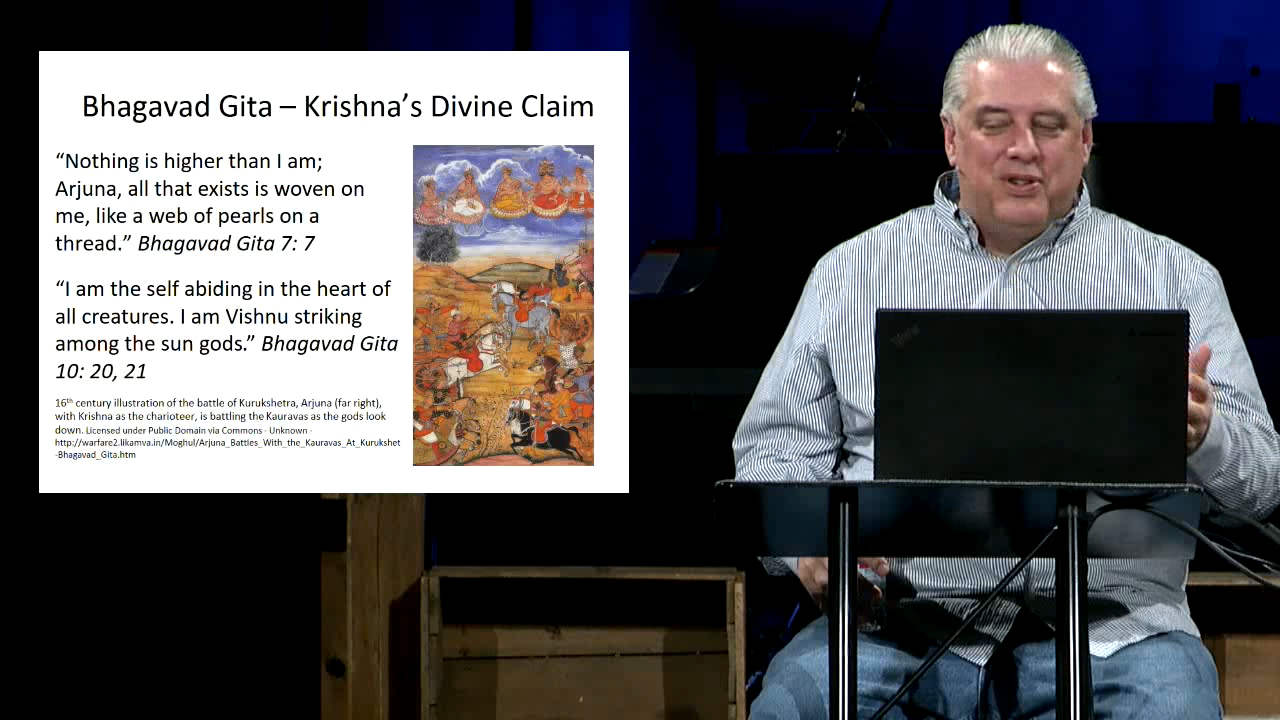 Bhagavad Gita – Krishna’s Divine Claim
“Nothing is higher than I am;
Arjuna, all that exists is woven on
me, like a web of pearls on a
thread.” Bhagavad Gita 7: 7
“I am the self abiding in the heart of
all creatures. I am Vishnu striking
among the sun gods.” Bhagavad Gita
10: 20, 21
16th century illustration of the battle of Kurukshetra, Arjuna (far right),
with Krishna as the charioteer, is battling the Kauravas as the gods look
down. Licensed under Public Domain via Commons - Unknown -
http://warfare2.likamva.in/Moghul/Arjuna_Battles_With_the_Kauravas_At_Kurukshet
-Bhagavad_Gita.htm